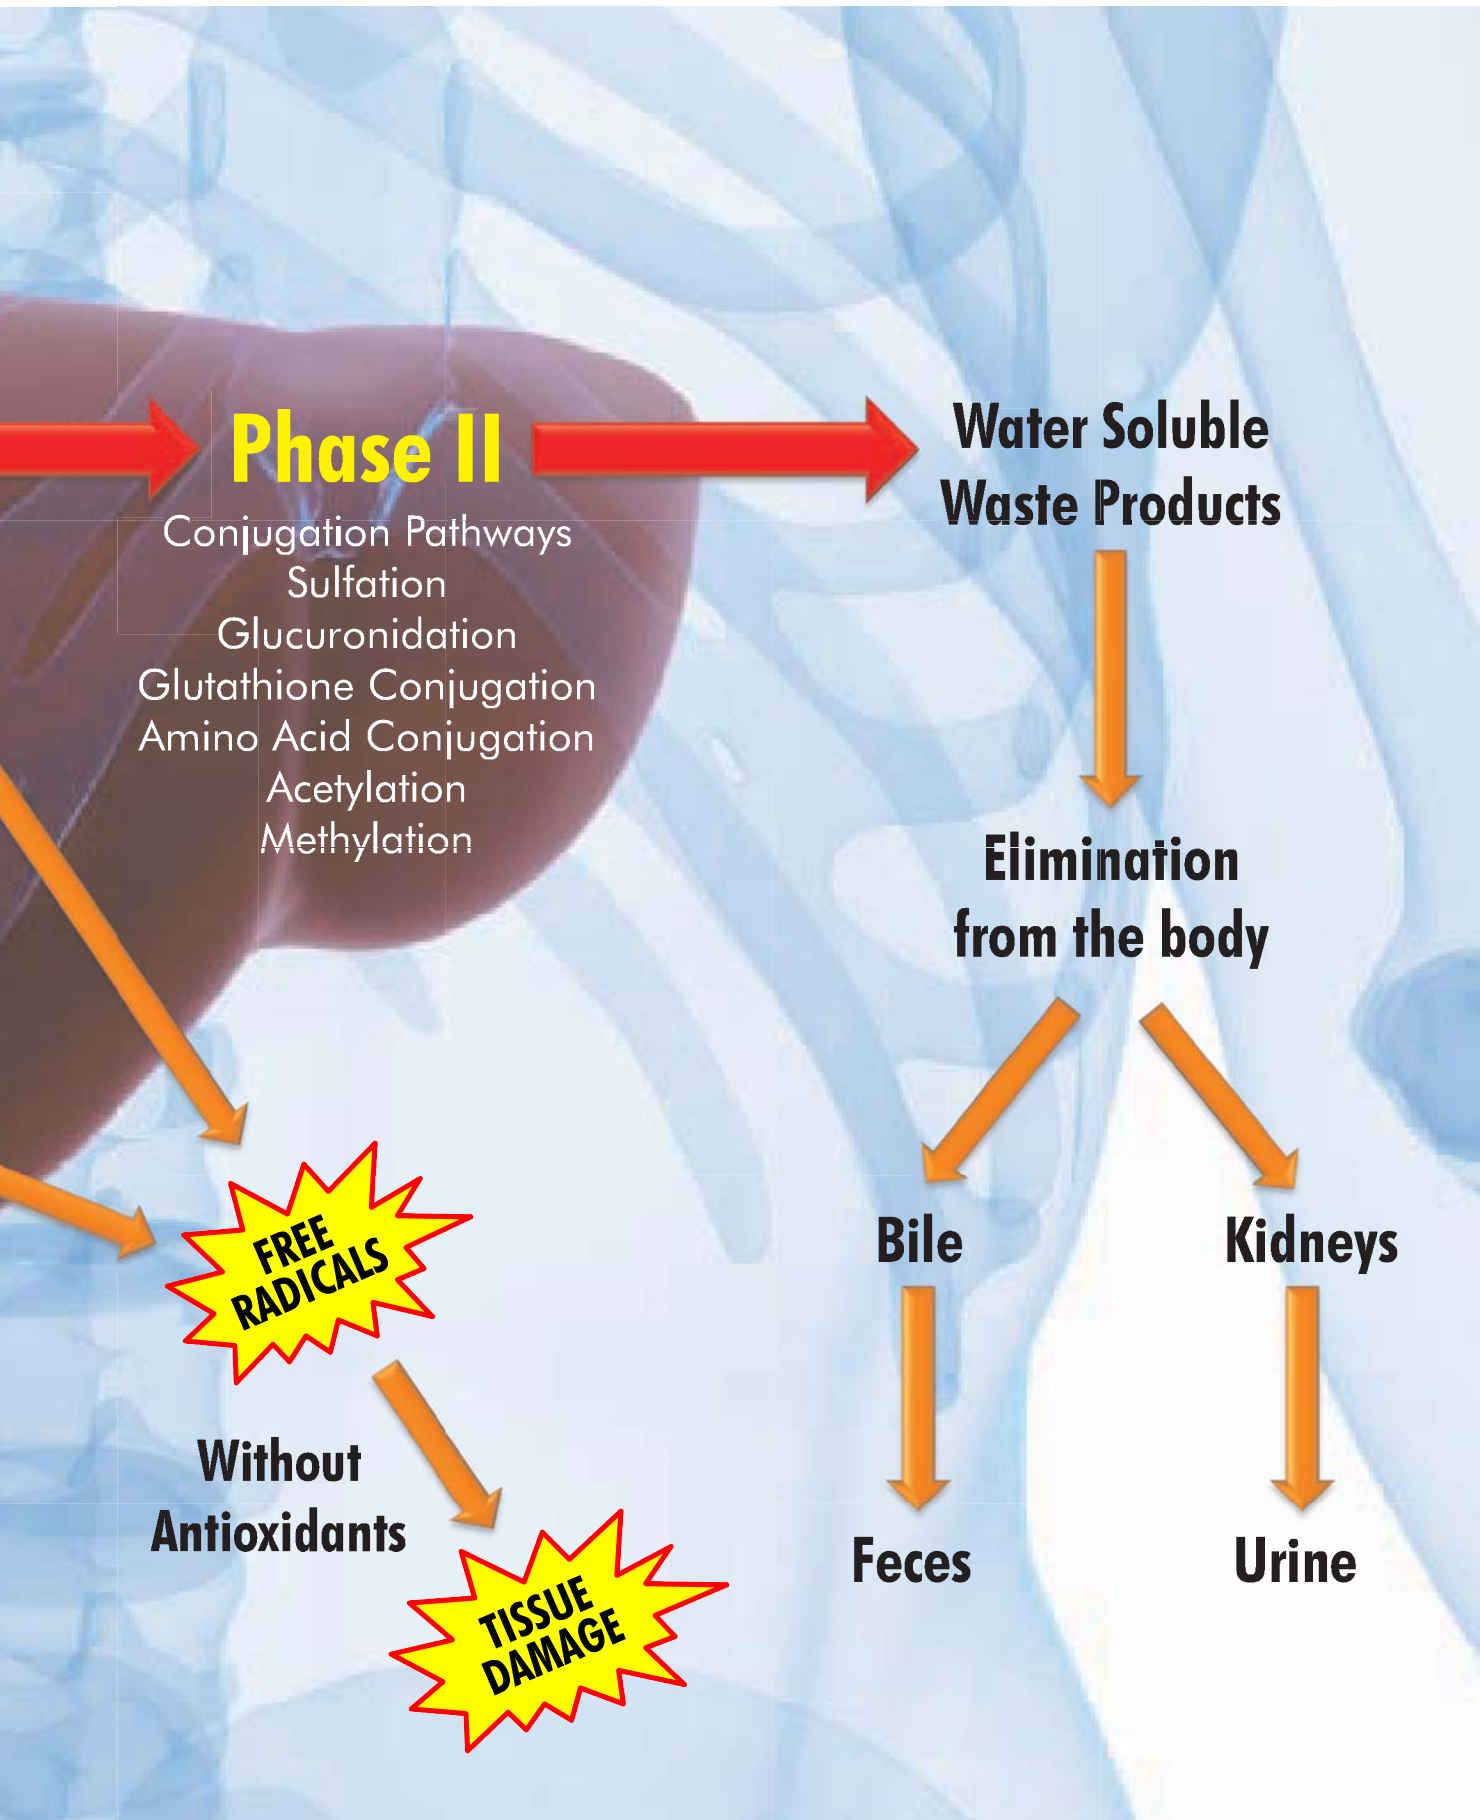 Phase II
Conjugation Pathways
Sulfation
Glucuronidation
Glutathione Conjugation
Amino Acid Conjugation
Acetylation
Methylation
Water Soluble
Waste Products
Elimination
from the body
Bile
Kidneys
Feces
Urine
FREE
RADICALS
Without
Antioxidants
TISSUE
DAMAGE